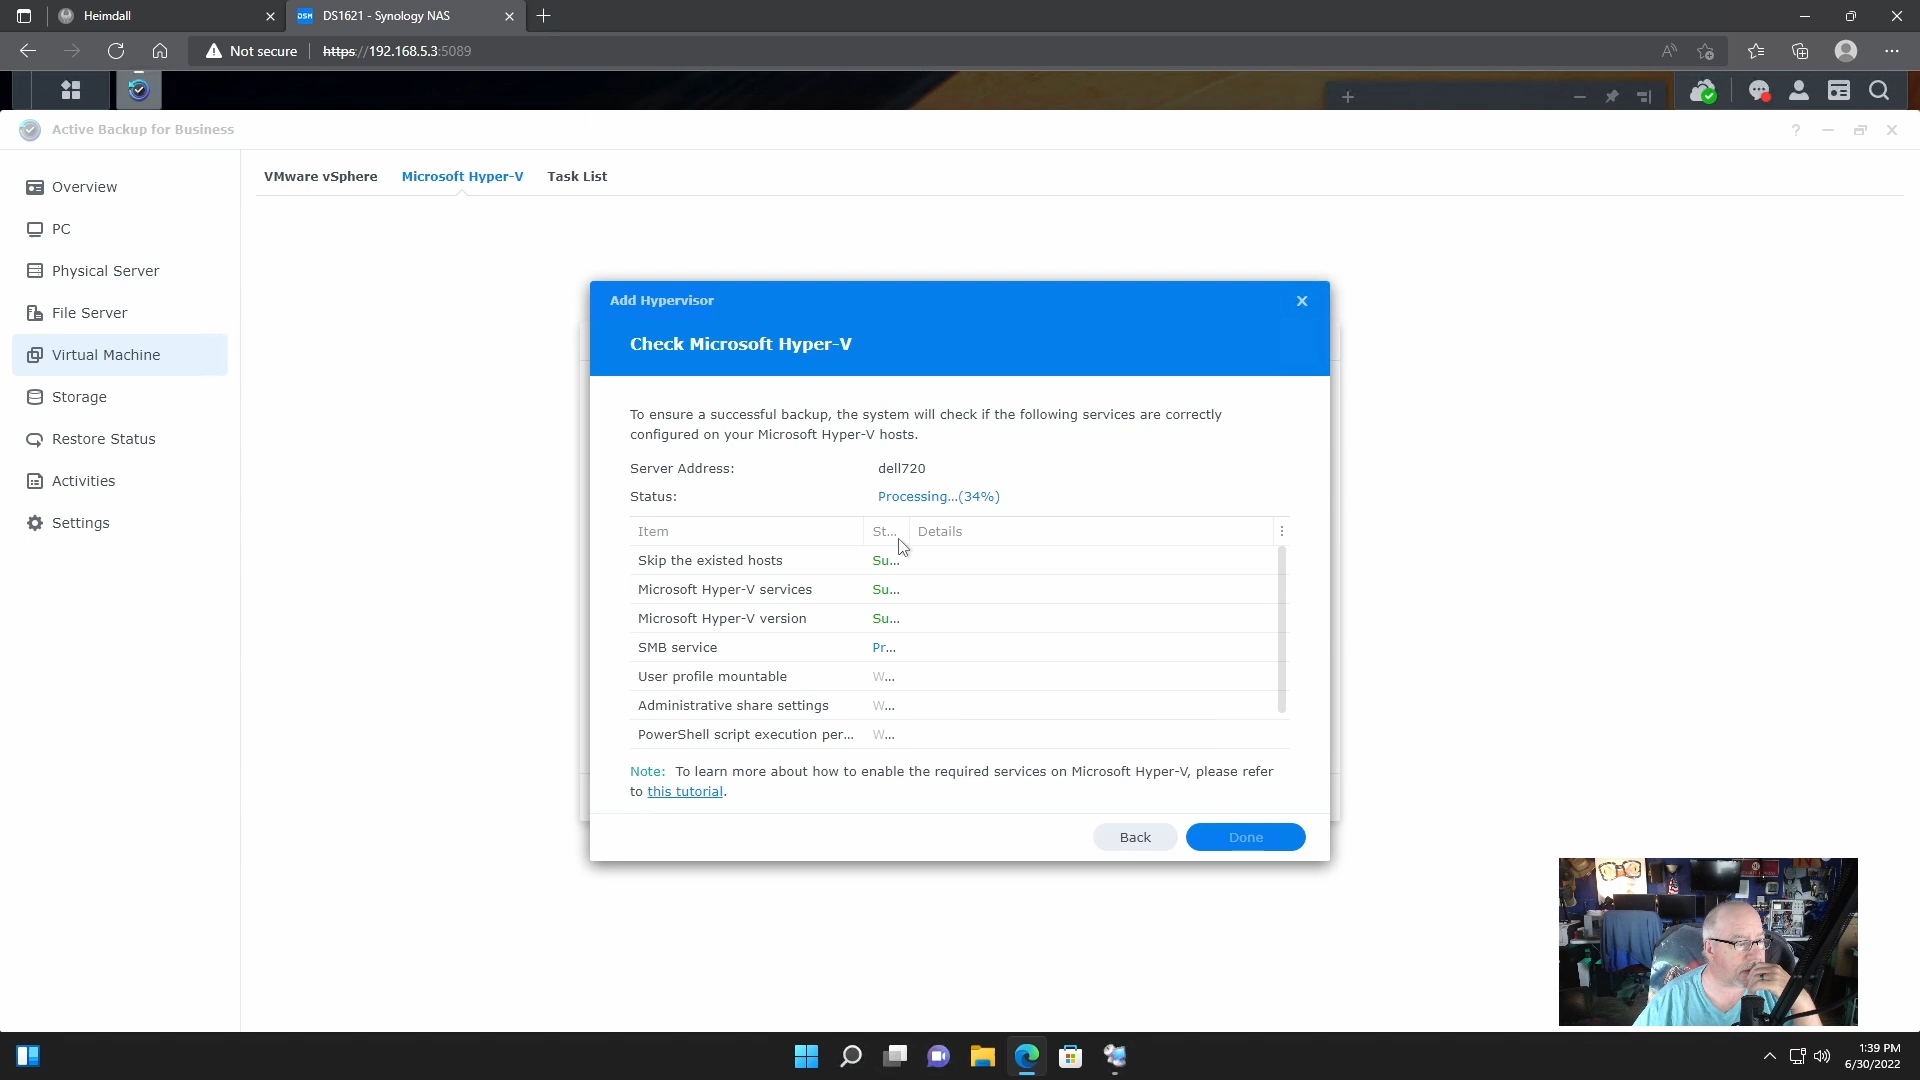 Heimdall
DSM
DS1621 - Synology NAS
Not secure
https://192.168.5.3:5089
Active Backup for Business
Overview
PC
Physical Server
File Server
Virtual Machine
Storage
Restore Status
Activities
Settings
VMware vSphere
Microsoft Hyper-V
Task List
Add Hypervisor
Check Microsoft Hyper-V
To ensure a successful backup, the system will check if the following services are correctly
configured on your Microsoft Hyper-V hosts.
Server Address: dell720
Status: Processing...(34%)
Item St... Details
Skip the existed hosts Su...
Microsoft Hyper-V services Su...
Microsoft Hyper-V version Su...
SMB service Pr...
User profile mountable W...
Administrative share settings W...
PowerShell script execution per... W...
Note: To learn more about how to enable the required services on Microsoft Hyper-V, please refer
to this tutorial.
Back
Done
1:39 PM
6/30/2022